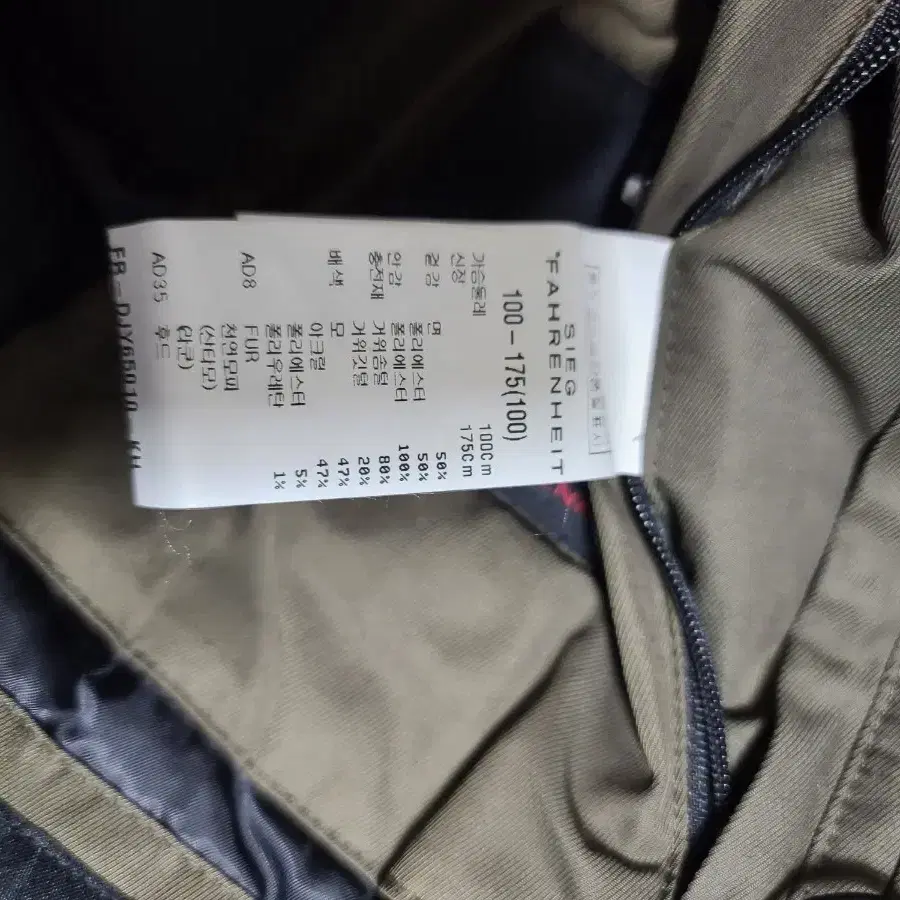 SIEG
FAHRENHEIT
100-175(100)
가슴둘레 100Cm
신장 175Cm
겉감 면 50%
폴리에스터 50%
안감 폴리에스터 100%
충전재 거위솜털 80%
거위깃털 20%
배색 모 47%
아크릴 47%
폴리에스터 5%
폴리우레탄 1%
AD8 FUR
천연모피
(라쿤)
AD35 후드
KH